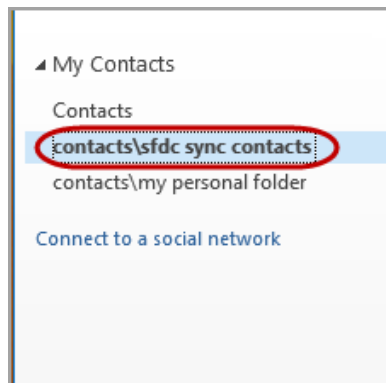 My Contacts
Contacts
contacts\sfdc sync contacts
contacts\my personal folder
Connect to a social network